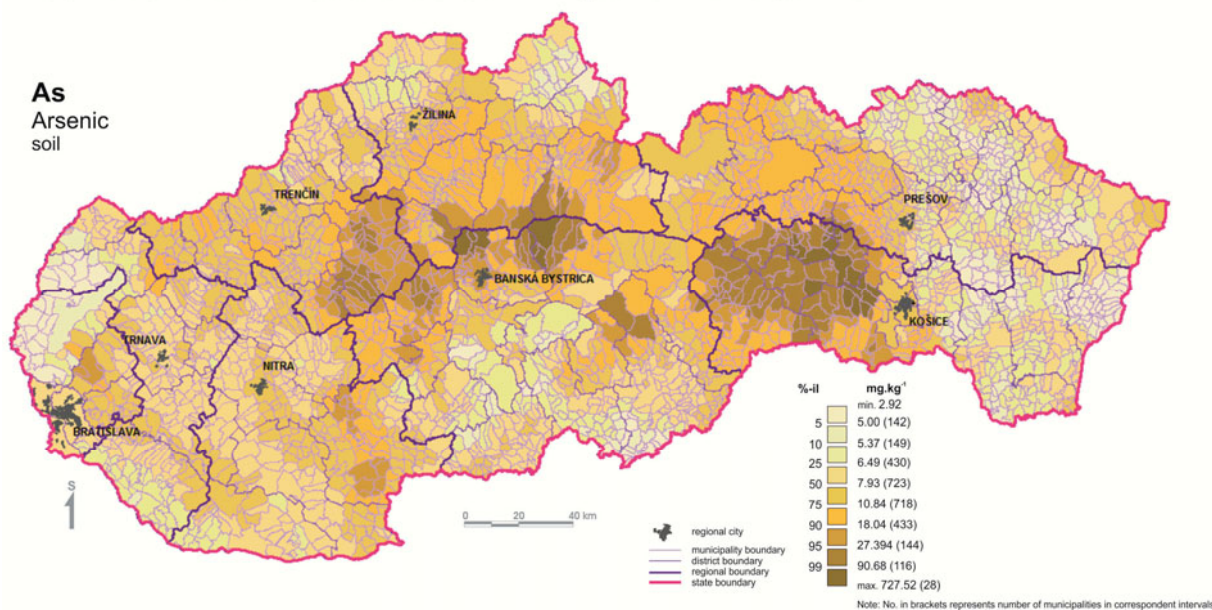 As
Arsenic
soil
ŽILINA
TRENČÍN
PREŠOV
BANSKÁ BYSTRICA
KOŠICE
TRNAVA
NITRA
BRATISLAVA
S
0 20 40 km
regional city
municipality boundary
district boundary
regional boundary
state boundary
%-il mg.kg-1
min. 2.92
5 5.00 (142)
10 5.37 (149)
25 6.49 (430)
50 7.93 (723)
75 10.84 (718)
90 18.04 (433)
95 27.394 (144)
99 90.68 (116)
max. 727.52 (28)
Note: No. in brackets represents number of municipalities in correspondent intervals